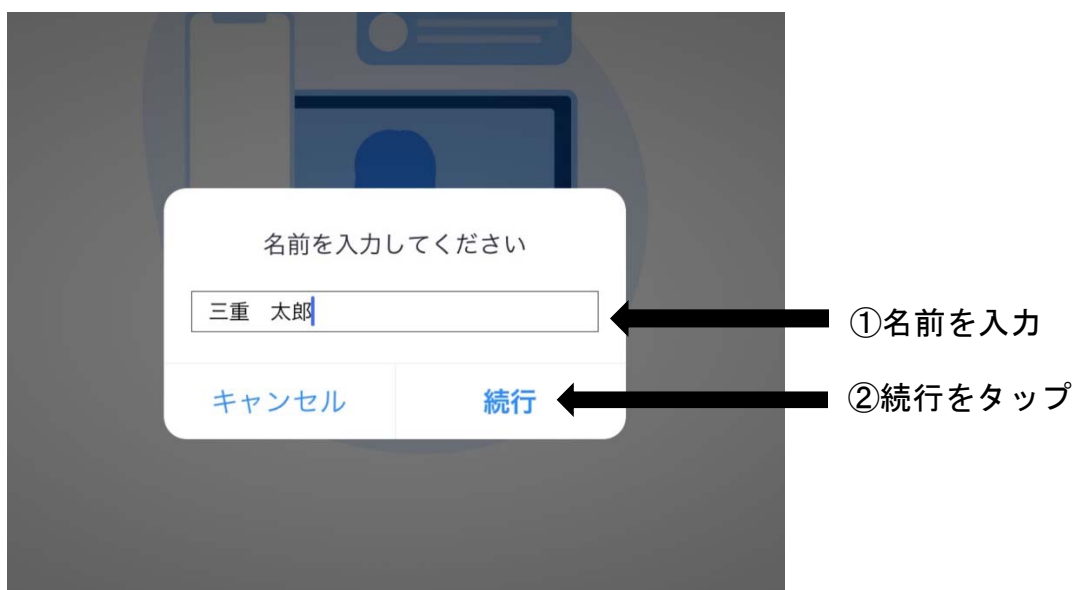 名前を入力してください
三重　太郎
①名前を入力
キャンセル
続行
②続行をタップ